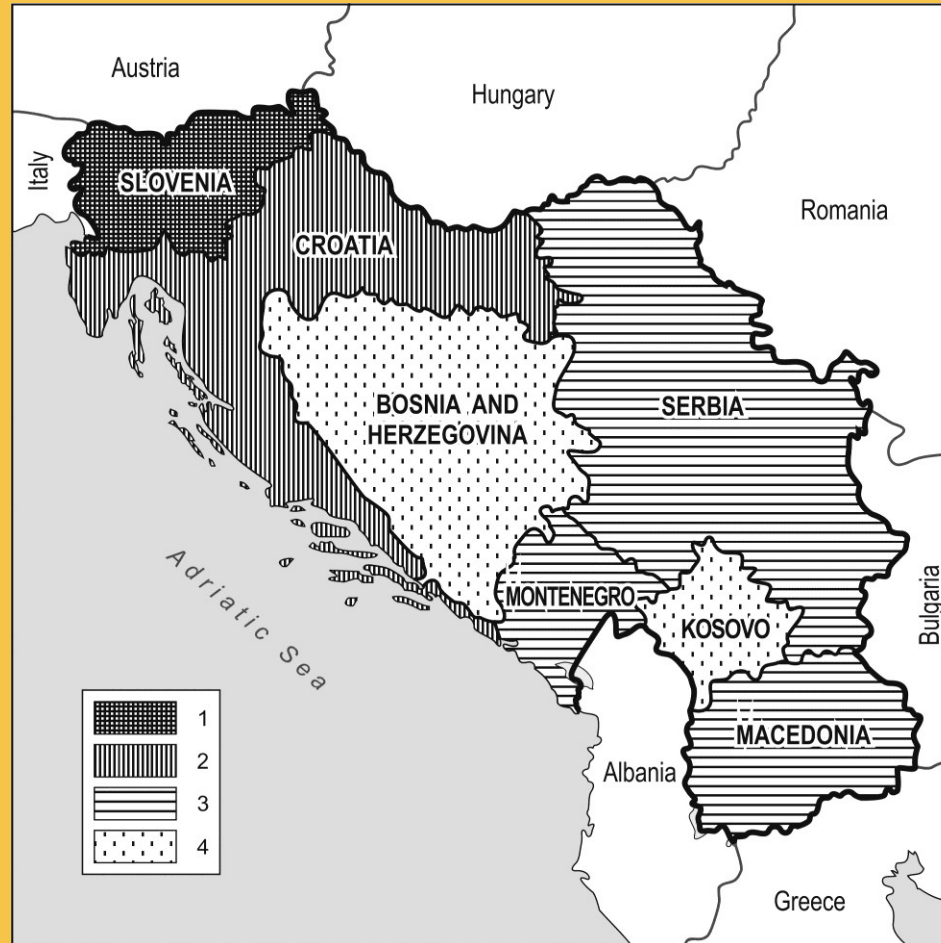 Austria
Hungary
Italy
SLOVENIA
Romania
CROATIA
BOSNIA AND
HERZEGOVINA
SERBIA
Adriatic Sea
MONTENEGRO
KOSOVO
Bulgaria
MACEDONIA
Albania
Greece
1
2
3
4